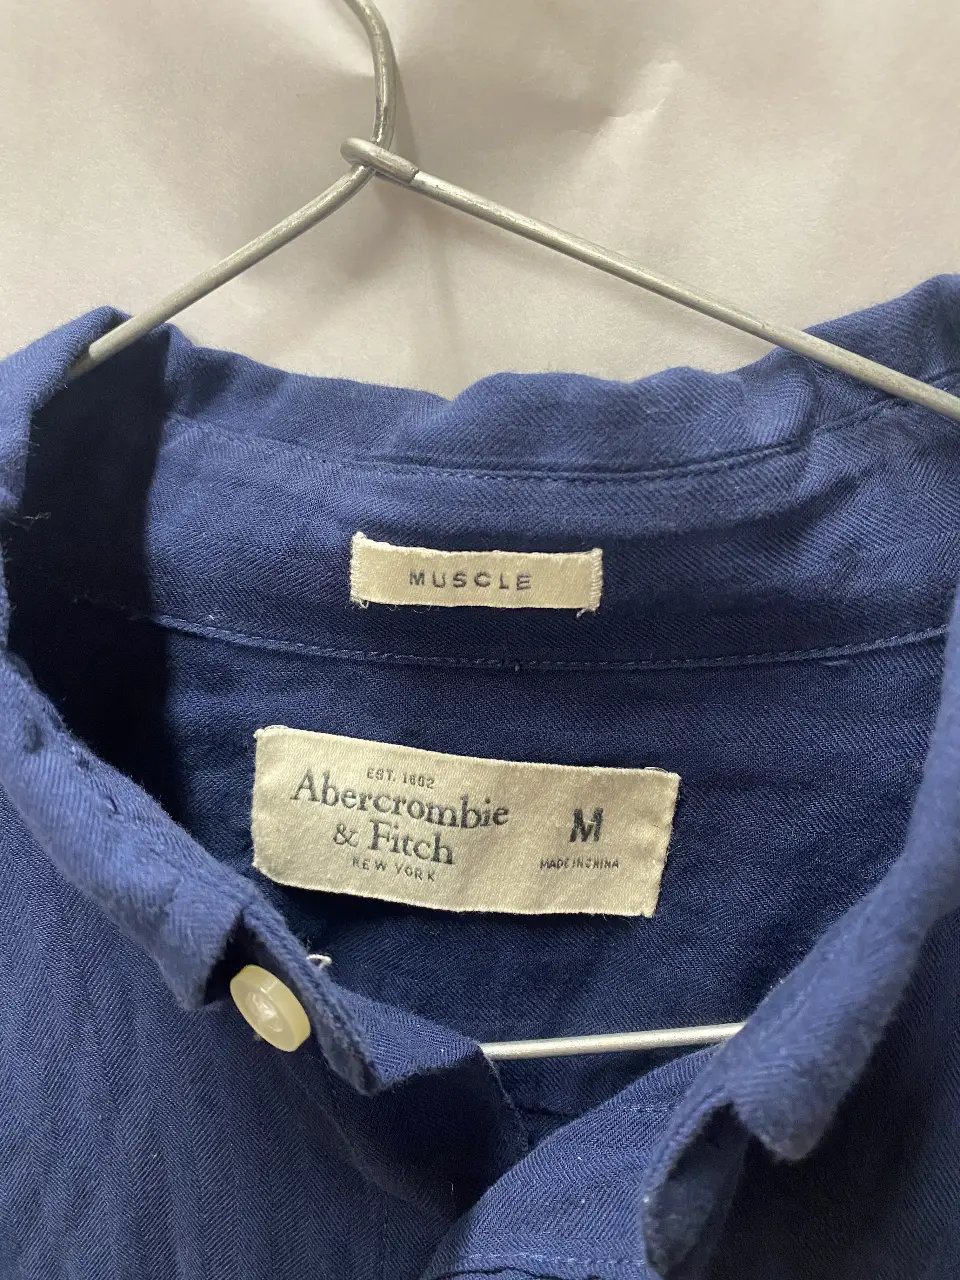 MUSCLE
EST. 1892
Abercrombie
& Fitch
NEW YORK
M
MADE IN CHINA